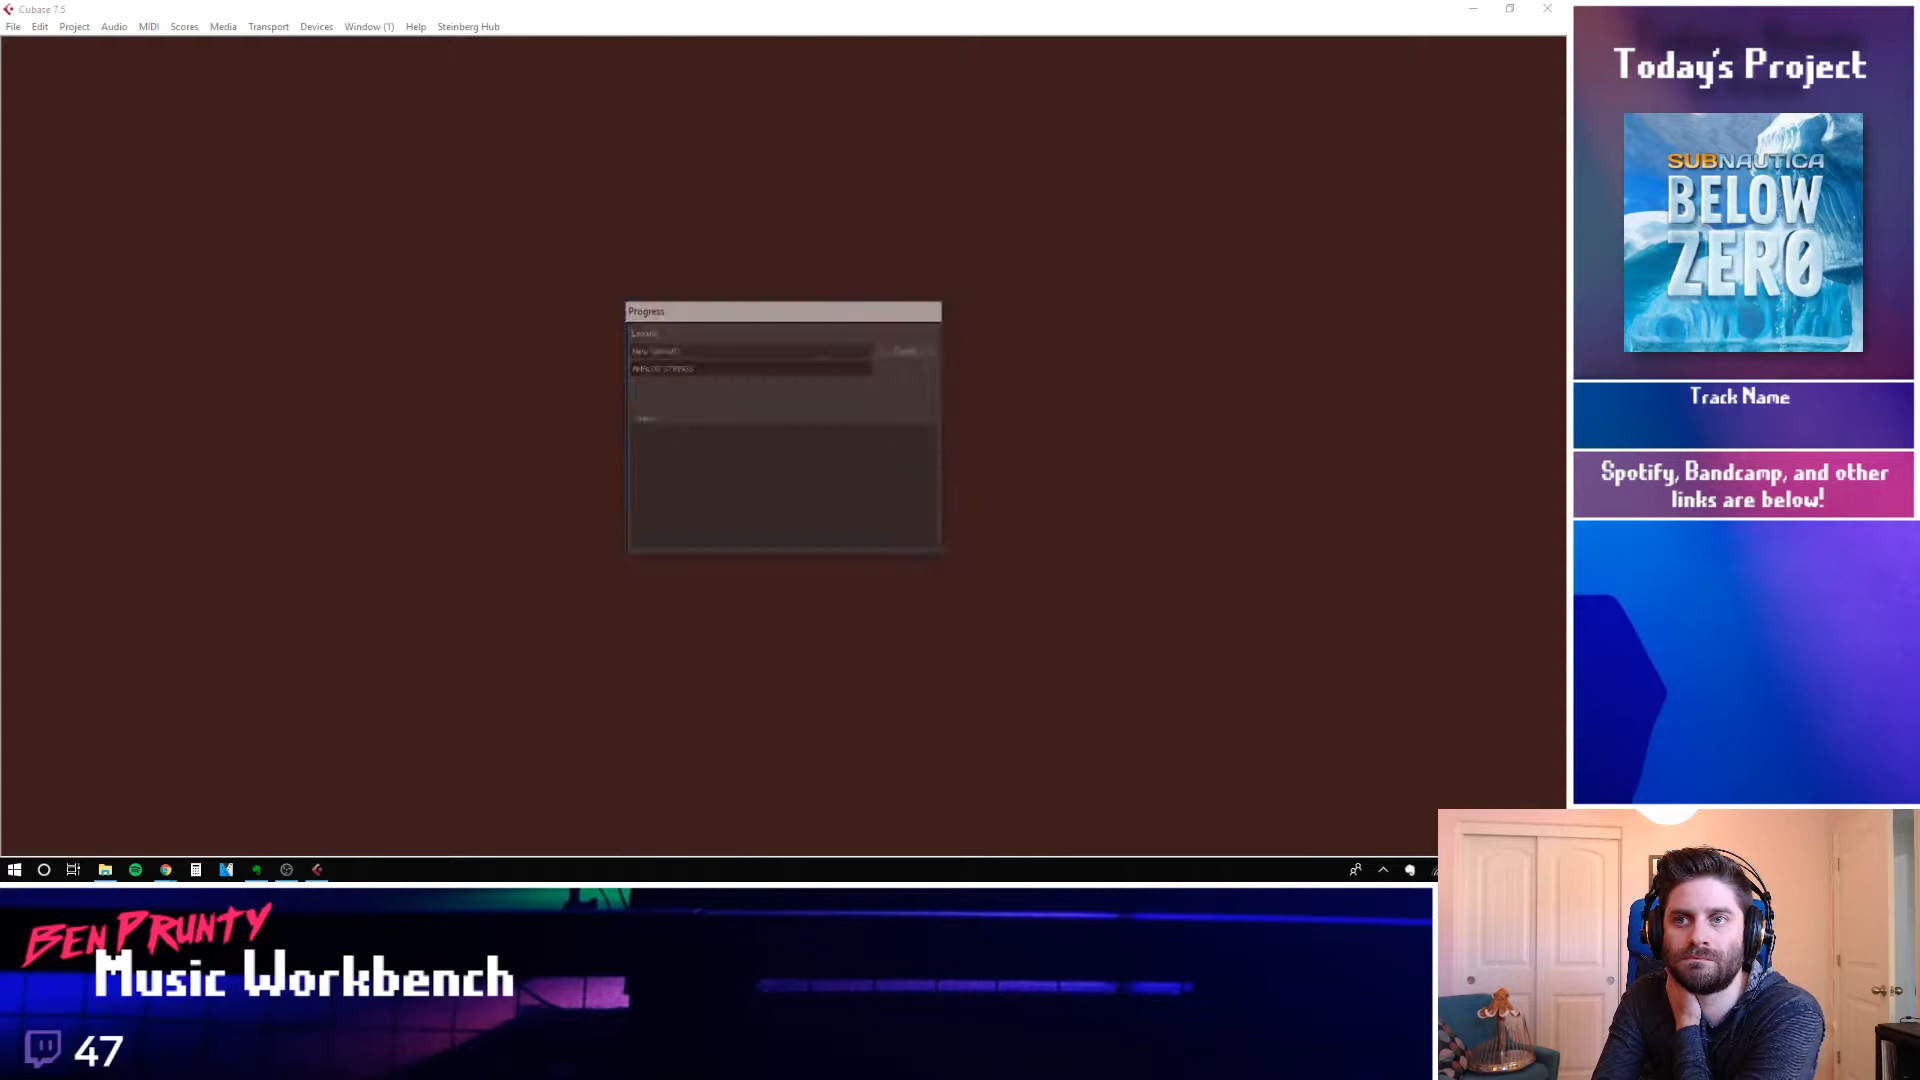 Cubase 7.5
File Edit Project Audio MIDI Scores Media Transport Devices Window (1) Help Steinberg Hub
Progress
Today's Project
SUBNAUTICA
BELOW
ZERO
Track Name
Spotify, Bandcamp, and other
links are below!
BEN PRUNTY
Music Workbench
47